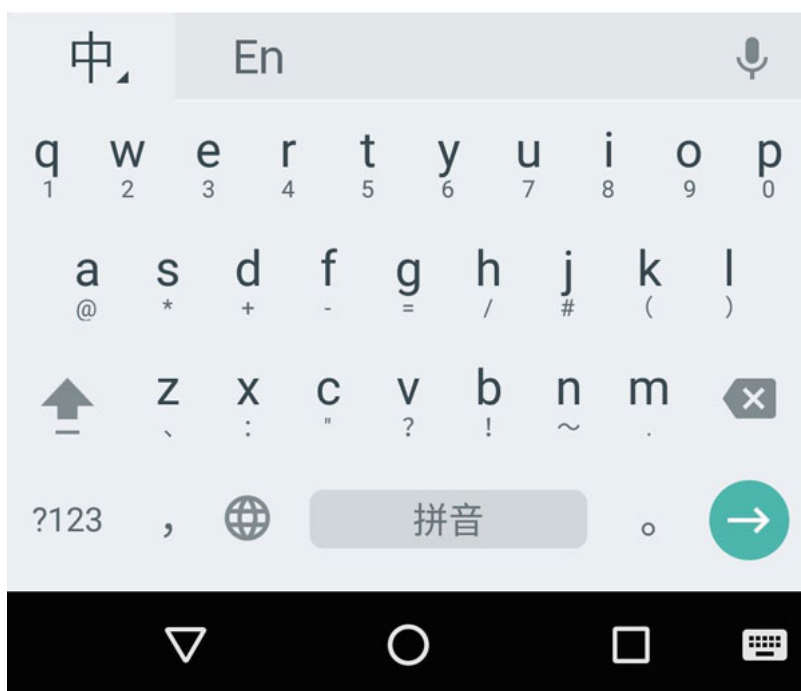 中 En
q w e r t y u i o p
1 2 3 4 5 6 7 8 9 0
a s d f g h j k l
@ * + - = / # ( )
z x c v b n m
、 : " ? ! ～ .
?123 ， 拼音 。